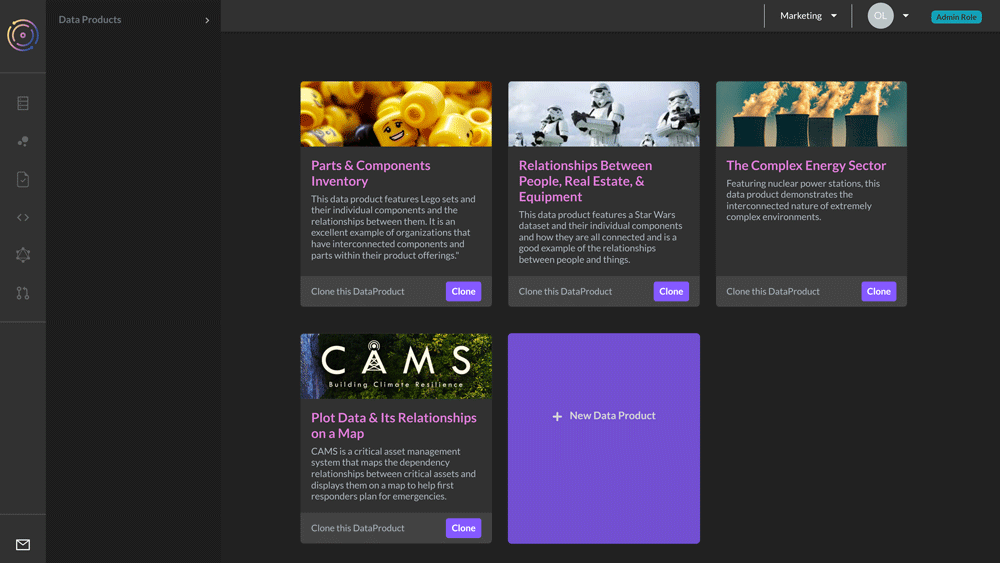 Data Products
Marketing
OL
Admin Role
Parts & Components
Inventory
This data product features Lego sets and
their individual components and the
relationships between them. It is an
excellent example of organizations that
have interconnected components and
parts within their product offerings."
Clone this DataProduct
Clone
Relationships Between
People, Real Estate, &
Equipment
This data product features a Star Wars
dataset and their individual components
and how they are all connected and is a
good example of the relationships
between people and things.
Clone this DataProduct
Clone
The Complex Energy Sector
Featuring nuclear power stations, this
data product demonstrates the
interconnected nature of extremely
complex environments.
Clone this DataProduct
Clone
CAMS
Building Climate Resilience
Plot Data & Its Relationships
on a Map
CAMS is a critical asset management
system that maps the dependency
relationships between critical assets and
displays them on a map to help first
responders plan for emergencies.
Clone this DataProduct
Clone
+ New Data Product